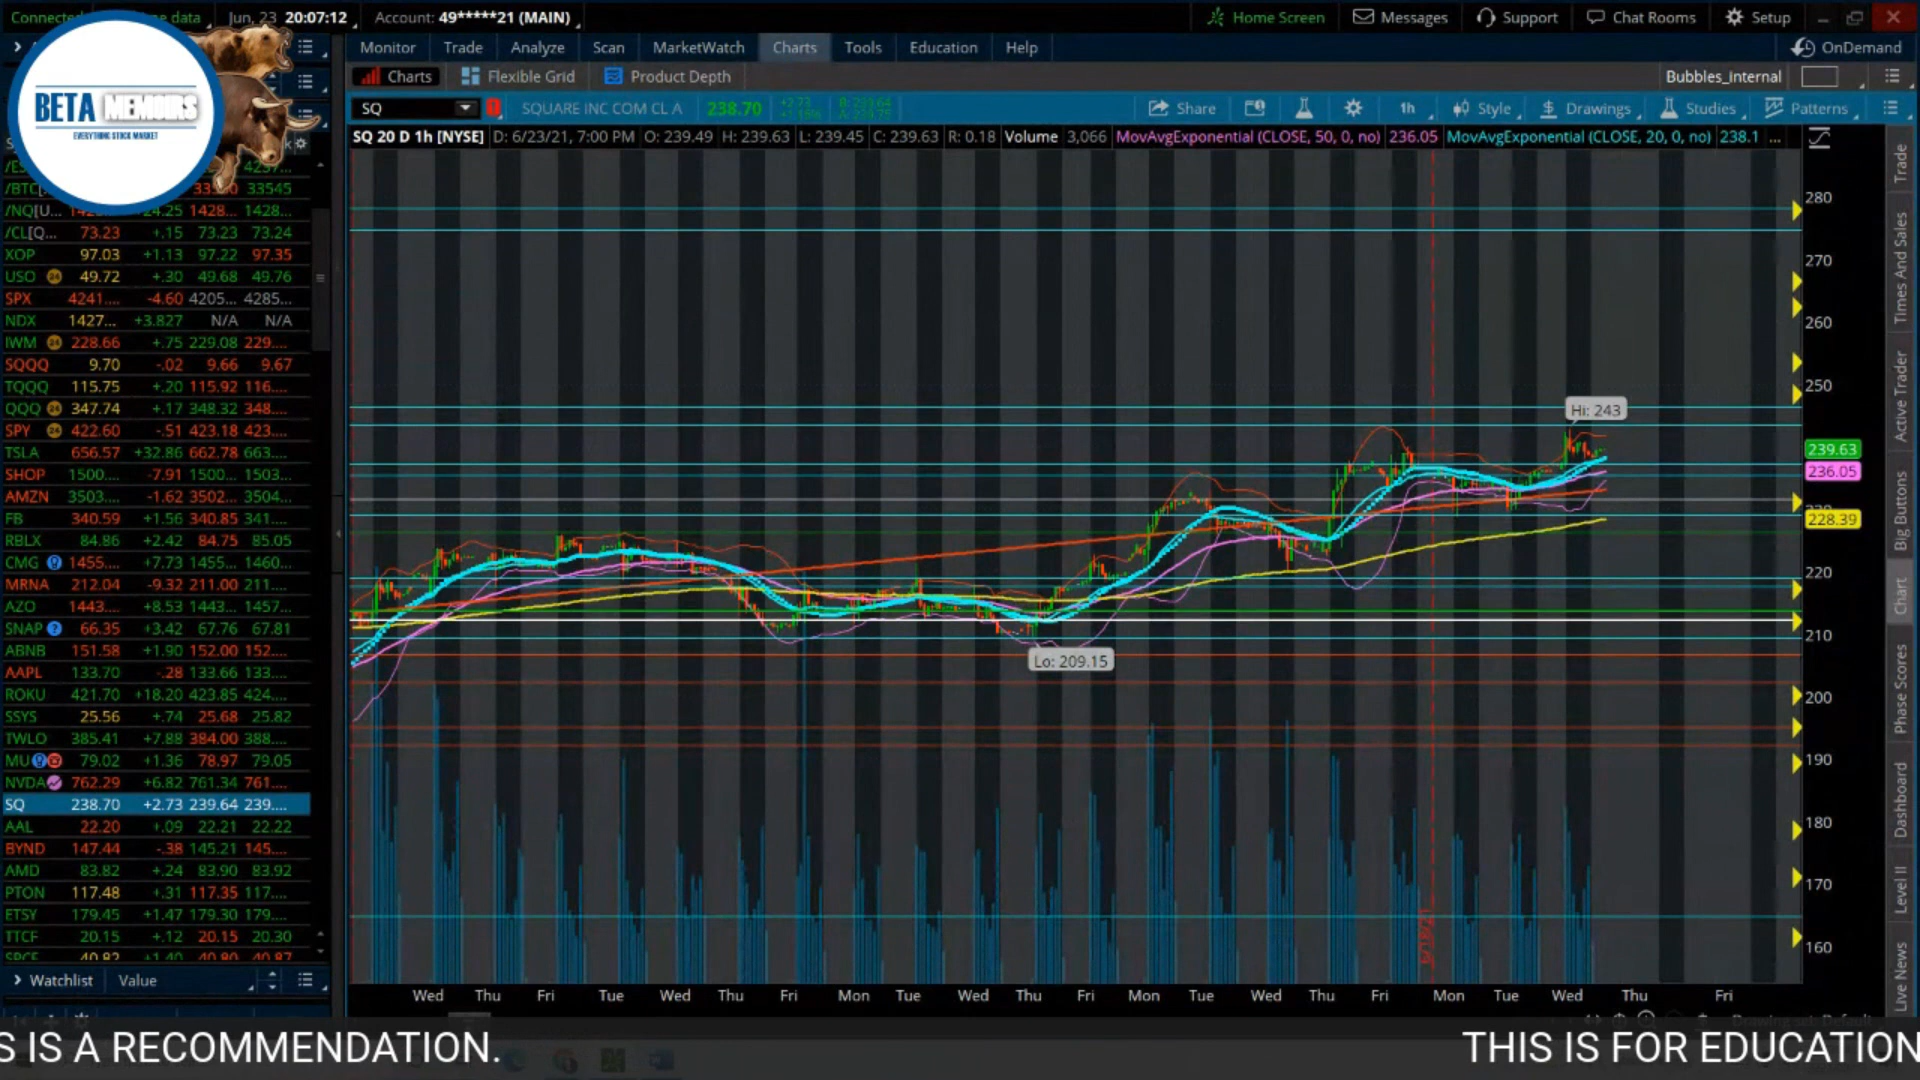 Jun, 23 20:07:12 Account: 49*****21 (MAIN) Home Screen Messages Support Chat Rooms Setup
Monitor Trade Analyze Scan MarketWatch Charts Tools Education Help OnDemand
Charts Flexible Grid Product Depth Bubbles_internal
SQ SQUARE INC COM CL A 238.70 Share 1h Style Drawings Studies Patterns
SQ 20 D 1h [NYSE] D: 6/23/21, 7:00 PM O: 239.49 H: 239.63 L: 239.45 C: 239.63 R: 0.18 Volume 3,066 MovAvgExponential (CLOSE, 50, 0, no) 236.05 MovAvgExponential (CLOSE, 20, 0, no) 238.1 ...
BETA MEMOIRS
EVERYTHING STOCK MARKET
33545
/NQ[U... 1428... 1428...
/CL[Q... 73.23 +.15 73.23 73.24
XOP 97.03 +1.13 97.22 97.35
USO 49.72 +.30 49.68 49.76
SPX 4241.... -4.60 4205... 4285...
NDX 1427... +3.827 N/A N/A
IWM 228.66 +.75 229.08 229....
SQQQ 9.70 -.02 9.66 9.67
TQQQ 115.75 +.20 115.92 116....
QQQ 347.74 +.17 348.32 348....
SPY 422.60 -.51 423.18 423....
TSLA 656.57 +32.86 662.78 663....
SHOP 1500.... -7.91 1500... 1503...
AMZN 3503.... -1.62 3502... 3504...
FB 340.59 +1.56 340.85 341....
RBLX 84.86 +2.42 84.75 85.05
CMG 1455.... +7.73 1455... 1460...
MRNA 212.04 -9.32 211.00 211....
AZO 1443.... +8.53 1443... 1457...
SNAP 66.35 +3.42 67.76 67.81
ABNB 151.58 +1.90 152.00 152....
AAPL 133.70 -.28 133.66 133....
ROKU 421.70 +18.20 423.85 424....
SSYS 25.56 +.74 25.68 25.82
TWLO 385.41 +7.88 384.00 388....
MU 79.02 +1.36 78.97 79.05
NVDA 762.29 +6.82 761.34 761....
SQ 238.70 +2.73 239.64 239....
AAL 22.20 +.09 22.21 22.22
BYND 147.44 -.38 145.21 145....
AMD 83.82 +.24 83.90 83.92
PTON 117.48 +.31 117.35 117....
ETSY 179.45 +1.47 179.30 179....
TTCF 20.15 +.12 20.15 20.30
SPCE 40.82 +1.40 40.80 40.87
Watchlist Value
Hi: 243
Lo: 209.15
280
270
260
250
239.63
236.05
228.39
220
210
200
190
180
170
160
Trade
Times And Sales
Active Trader
Big Buttons
Chart
Phase Scores
Dashboard
Level II
Live News
Wed Thu Fri Tue Wed Thu Fri Mon Tue Wed Thu Fri Mon Tue Wed Thu Fri Mon Tue Wed Thu Fri
S IS A RECOMMENDATION. THIS IS FOR EDUCATION